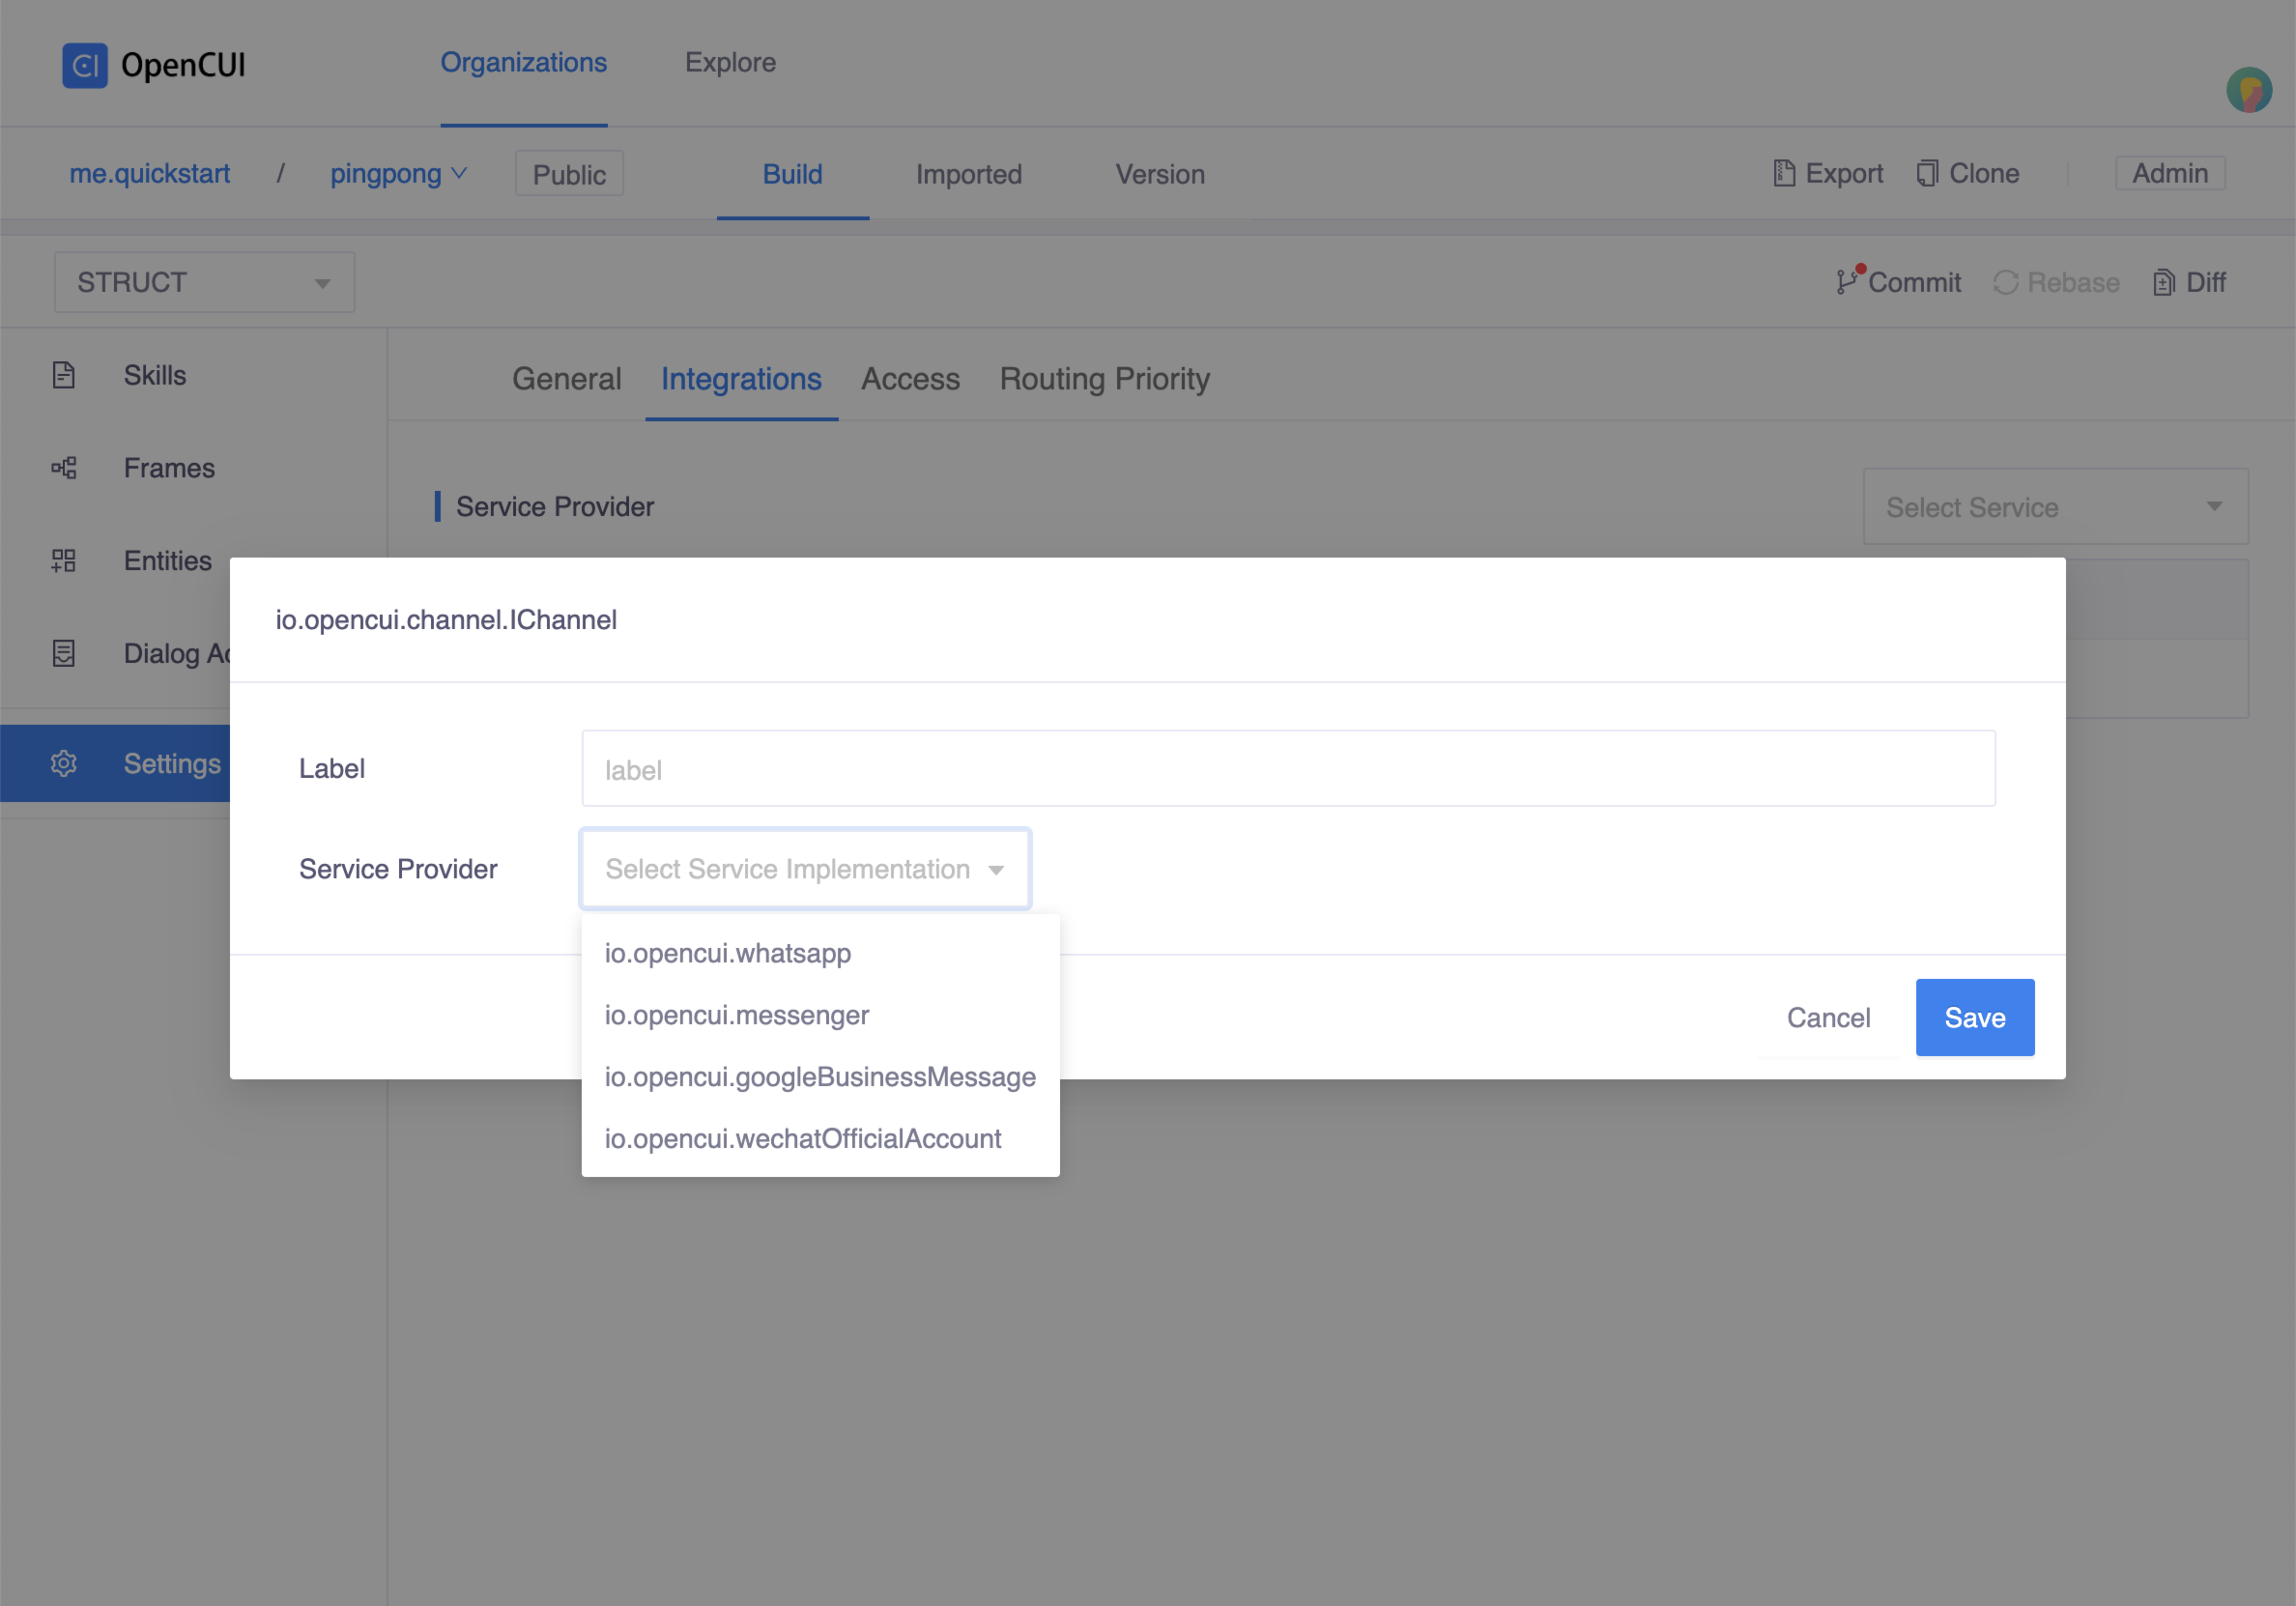 OpenCUI
Organizations
Explore
me.quickstart / pingpong
Public
Build
Imported
Version
Export
Clone
Admin
STRUCT
Commit
Rebase
Diff
Skills
Frames
Entities
Dialog Ac
Settings
General
Integrations
Access
Routing Priority
Service Provider
Select Service
io.opencui.channel.IChannel
Label
label
Service Provider
Select Service Implementation
io.opencui.whatsapp
io.opencui.messenger
io.opencui.googleBusinessMessage
io.opencui.wechatOfficialAccount
Cancel
Save